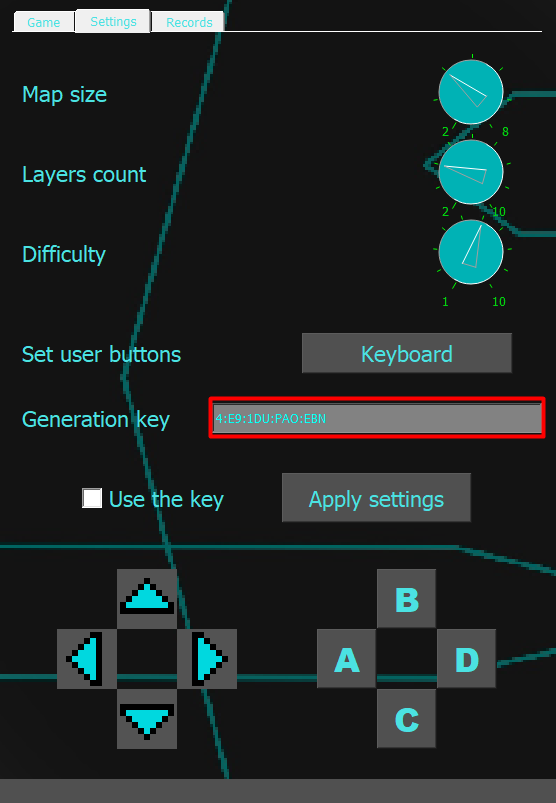 Game Settings Records
Map size
2 8
Layers count
2 10
Difficulty
1 10
Set user buttons Keyboard
Generation key 4:E9:1DU:PAO:EBN
Use the key Apply settings
B
A D
C